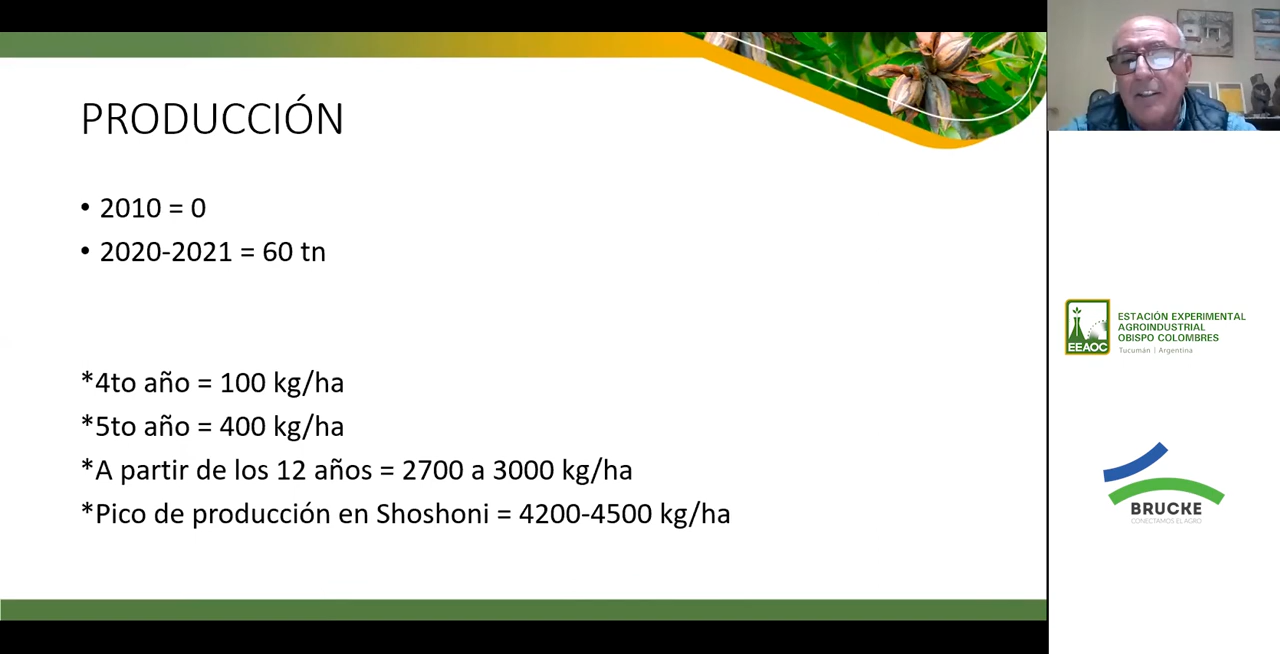 PRODUCCIÓN
• 2010 = 0
• 2020-2021 = 60 tn
*4to año = 100 kg/ha
*5to año = 400 kg/ha
*A partir de los 12 años = 2700 a 3000 kg/ha
*Pico de producción en Shoshoni = 4200-4500 kg/ha
EEAOC
ESTACIÓN EXPERIMENTAL
AGROINDUSTRIAL
OBISPO COLOMBRES
Tucumán | Argentina
BRUCKE
CONECTAMOS EL AGRO